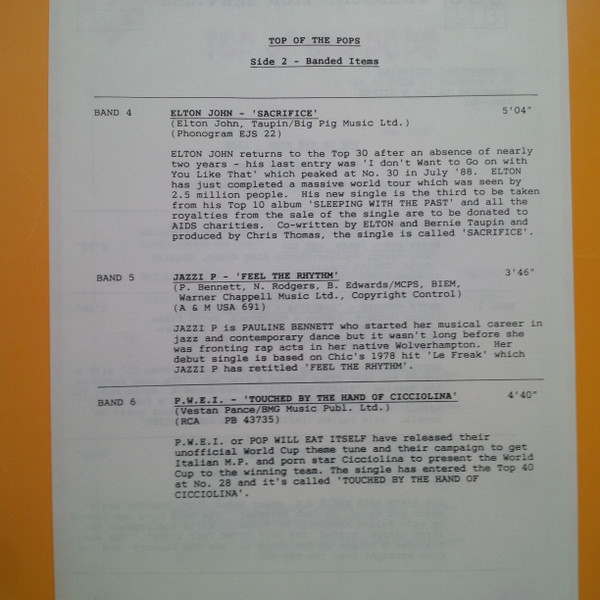 TOP OF THE POPS
Side 2 - Banded Items
BAND 4 ELTON JOHN - 'SACRIFICE' 5'04"
(Elton John, Taupin/Big Pig Music Ltd.)
(Phonogram EJS 22)
ELTON JOHN returns to the Top 30 after an absence of nearly
two years - his last entry was 'I don't Want to Go on with
You Like That' which peaked at No. 30 in July '88. ELTON
has just completed a massive world tour which was seen by
2.5 million people. His new single is the third to be taken
from his Top 10 album 'SLEEPING WITH THE PAST' and all the
royalties from the sale of the single are to be donated to
AIDS charities. Co-written by ELTON and Bernie Taupin and
produced by Chris Thomas, the single is called 'SACRIFICE'.
BAND 5 JAZZI P - 'FEEL THE RHYTHM' 3'46"
(P. Bennett, N. Rodgers, B. Edwards/MCPS, BIEM,
Warner Chappell Music Ltd., Copyright Control)
(A & M USA 691)
JAZZI P is PAULINE BENNETT who started her musical career in
jazz and contemporary dance but it wasn't long before she
was fronting rap acts in her native Wolverhampton. Her
debut single is based on Chic's 1978 hit 'Le Freak' which
JAZZI P has retitled 'FEEL THE RHYTHM'.
BAND 6 P.W.E.I. - 'TOUCHED BY THE HAND OF CICCIOLINA' 4'40"
(Vestan Pance/BMG Music Publ. Ltd.)
(RCA PB 43735)
P.W.E.I. or POP WILL EAT ITSELF have released their
unofficial World Cup theme tune and their campaign to get
Italian M.P. and porn star Cicciolina to present the World
Cup to the winning team. The single has entered the Top 40
at No. 28 and it's called 'TOUCHED BY THE HAND OF
CICCIOLINA'.